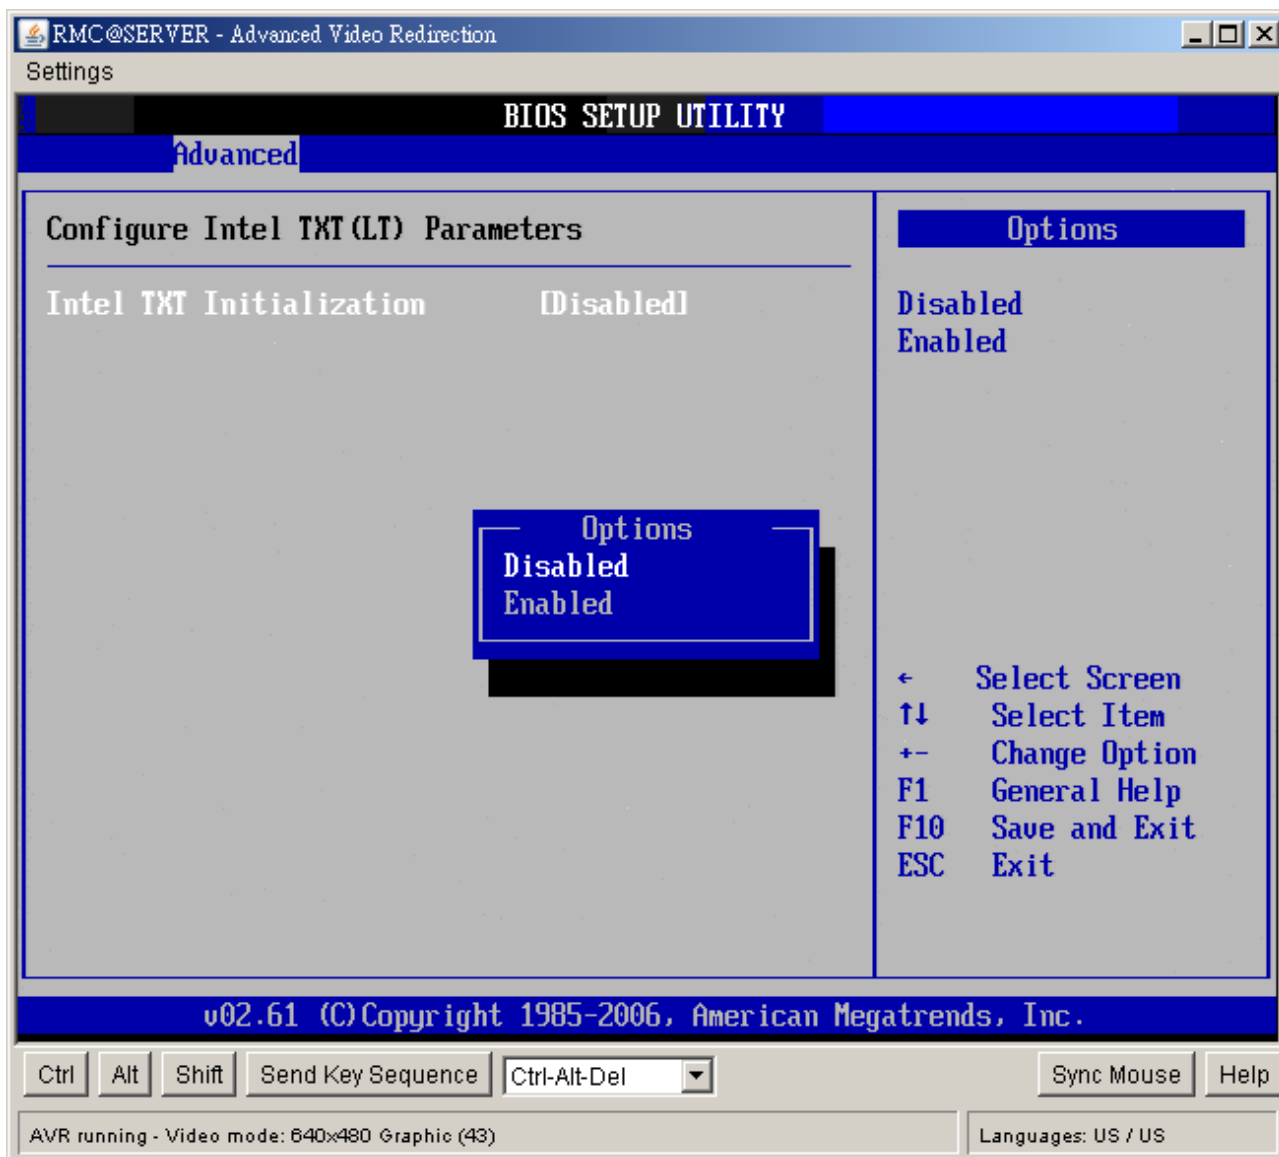 RMC@SERVER - Advanced Video Redirection
Settings
BIOS SETUP UTILITY
Advanced
Configure Intel TXT(LT) Parameters
Intel TXT Initialization [Disabled]
Options
Disabled
Enabled
Options
Disabled
Enabled
← Select Screen
↑↓ Select Item
+- Change Option
F1 General Help
F10 Save and Exit
ESC Exit
v02.61 (C)Copyright 1985-2006, American Megatrends, Inc.
Ctrl Alt Shift Send Key Sequence Ctrl-Alt-Del Sync Mouse Help
AVR running - Video mode: 640x480 Graphic (43) Languages: US / US